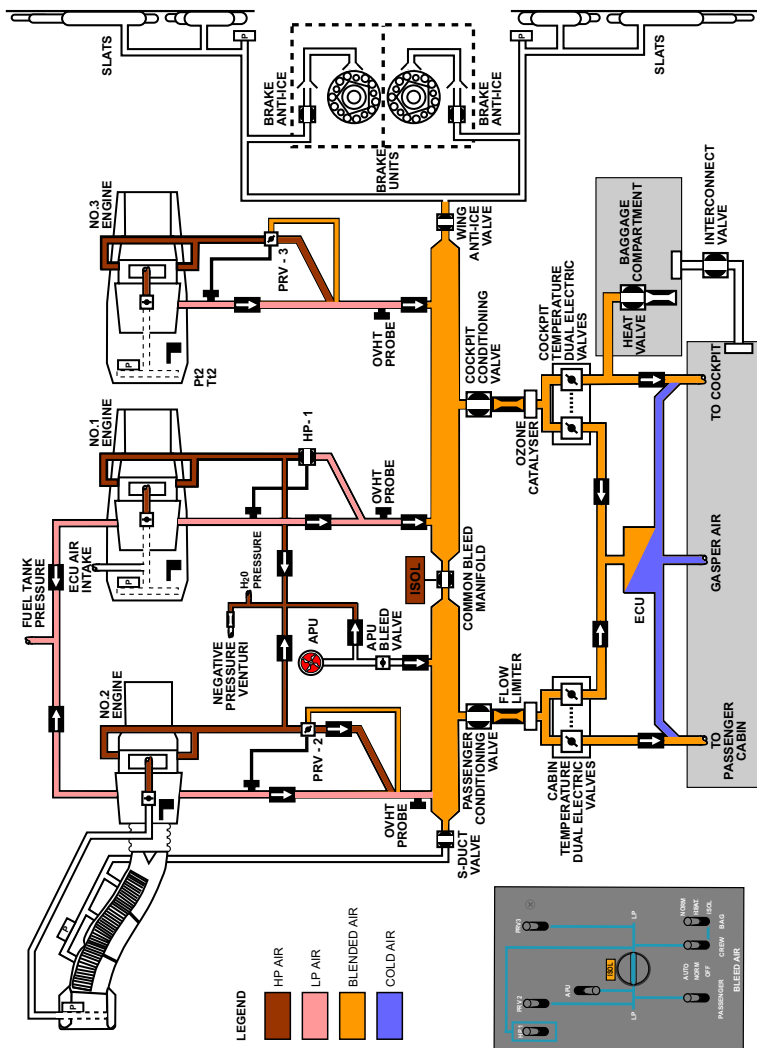 SLATS
P
P
SLATS
BRAKE
ANTI-ICE
BRAKE
ANTI-ICE
BRAKE
UNITS
NO.3
ENGINE
P
Pt2
Tt2
PRV - 3
OVHT
PROBE
WING
ANTI-ICE
VALVE
INTERCONNECT
VALVE
BAGGAGE
COMPARTMENT
HEAT
VALVE
COCKPIT
CONDITIONING
VALVE
COCKPIT
TEMPERATURE
DUAL ELECTRIC
VALVES
OZONE
CATALYSER
TO COCKPIT
NO.1
ENGINE
P
HP - 1
OVHT
PROBE
FUEL TANK
PRESSURE
ECU AIR
INTAKE
H20
PRESSURE
NEGATIVE
PRESSURE
VENTURI
APU
APU
BLEED
VALVE
ISOL
COMMON BLEED
MANIFOLD
ECU
GASPER AIR
NO.2
ENGINE
P
P
PRV - 2
OVHT
PROBE
S-DUCT
VALVE
PASSENGER
CONDITIONING
VALVE
FLOW
LIMITER
CABIN
TEMPERATURE
DUAL ELECTRIC
VALVES
TO
PASSENGER
CABIN
LEGEND
HP AIR
LP AIR
BLENDED AIR
COLD AIR
HP1
PRV2
APU
PRV3
LP
ISOL
LP
AUTO
NORM
OFF
PASSENGER
CREW
NORM
HEAT
ISOL
BAG
BLEED AIR